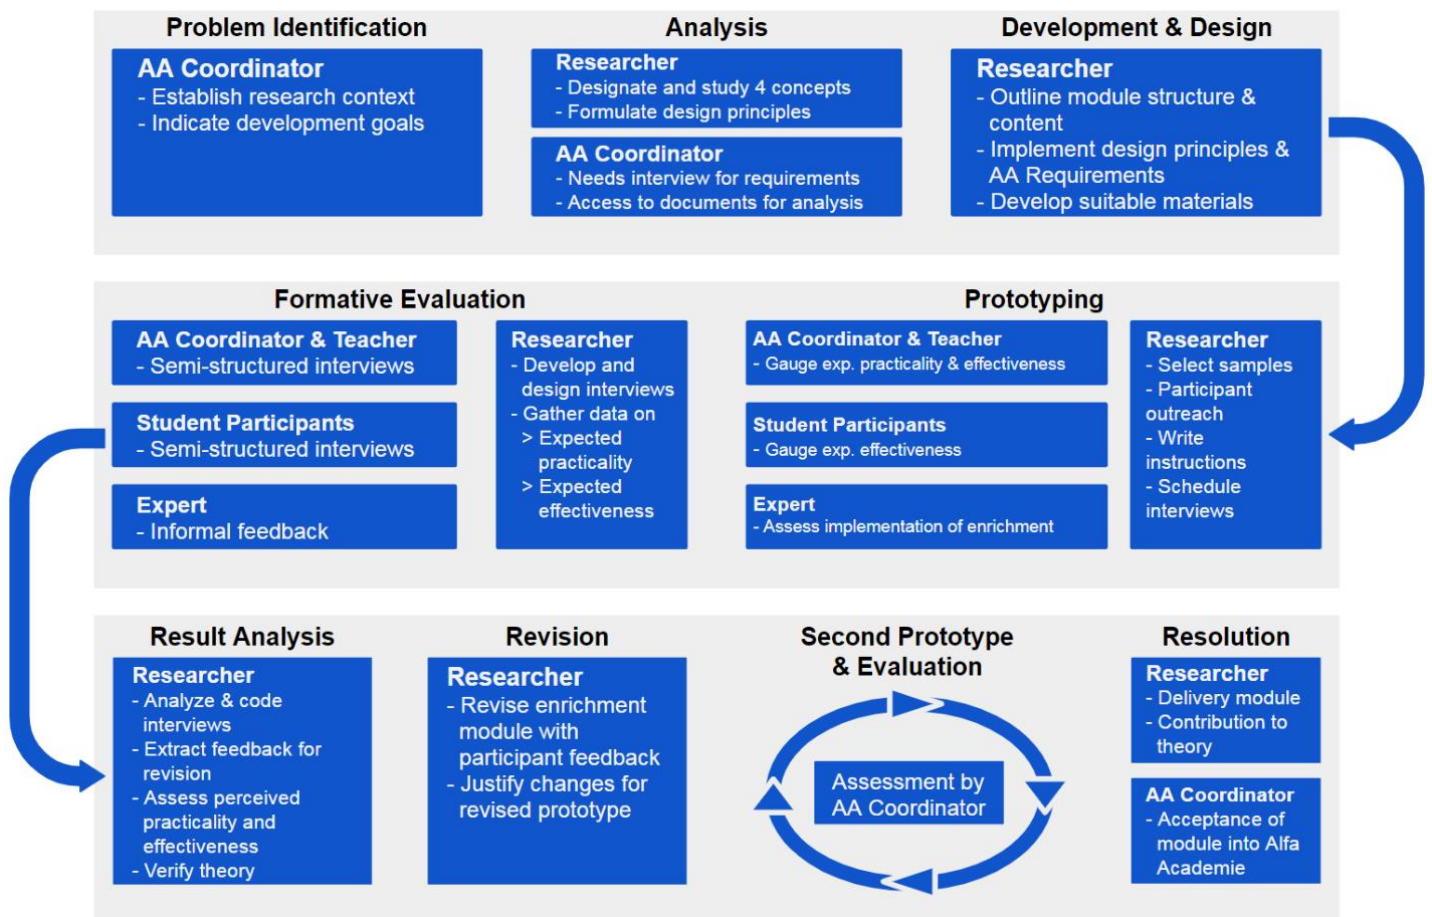 Problem Identification
AA Coordinator
- Establish research context
- Indicate development goals
Analysis
Researcher
- Designate and study 4 concepts
- Formulate design principles
AA Coordinator
- Needs interview for requirements
- Access to documents for analysis
Development & Design
Researcher
- Outline module structure &
content
- Implement design principles &
AA Requirements
- Develop suitable materials
Formative Evaluation
AA Coordinator & Teacher
- Semi-structured interviews
Student Participants
- Semi-structured interviews
Expert
- Informal feedback
Researcher
- Develop and
design interviews
- Gather data on
> Expected
practicality
> Expected
effectiveness
Prototyping
AA Coordinator & Teacher
- Gauge exp. practicality & effectiveness
Student Participants
- Gauge exp. effectiveness
Expert
- Assess implementation of enrichment
Researcher
- Select samples
- Participant
outreach
- Write
instructions
- Schedule
interviews
Result Analysis
Researcher
- Analyze & code
interviews
- Extract feedback for
revision
- Assess perceived
practicality and
effectiveness
- Verify theory
Revision
Researcher
- Revise enrichment
module with
participant feedback
- Justify changes for
revised prototype
Second Prototype
& Evaluation
Assessment by
AA Coordinator
Resolution
Researcher
- Delivery module
- Contribution to
theory
AA Coordinator
- Acceptance of
module into Alfa
Academie